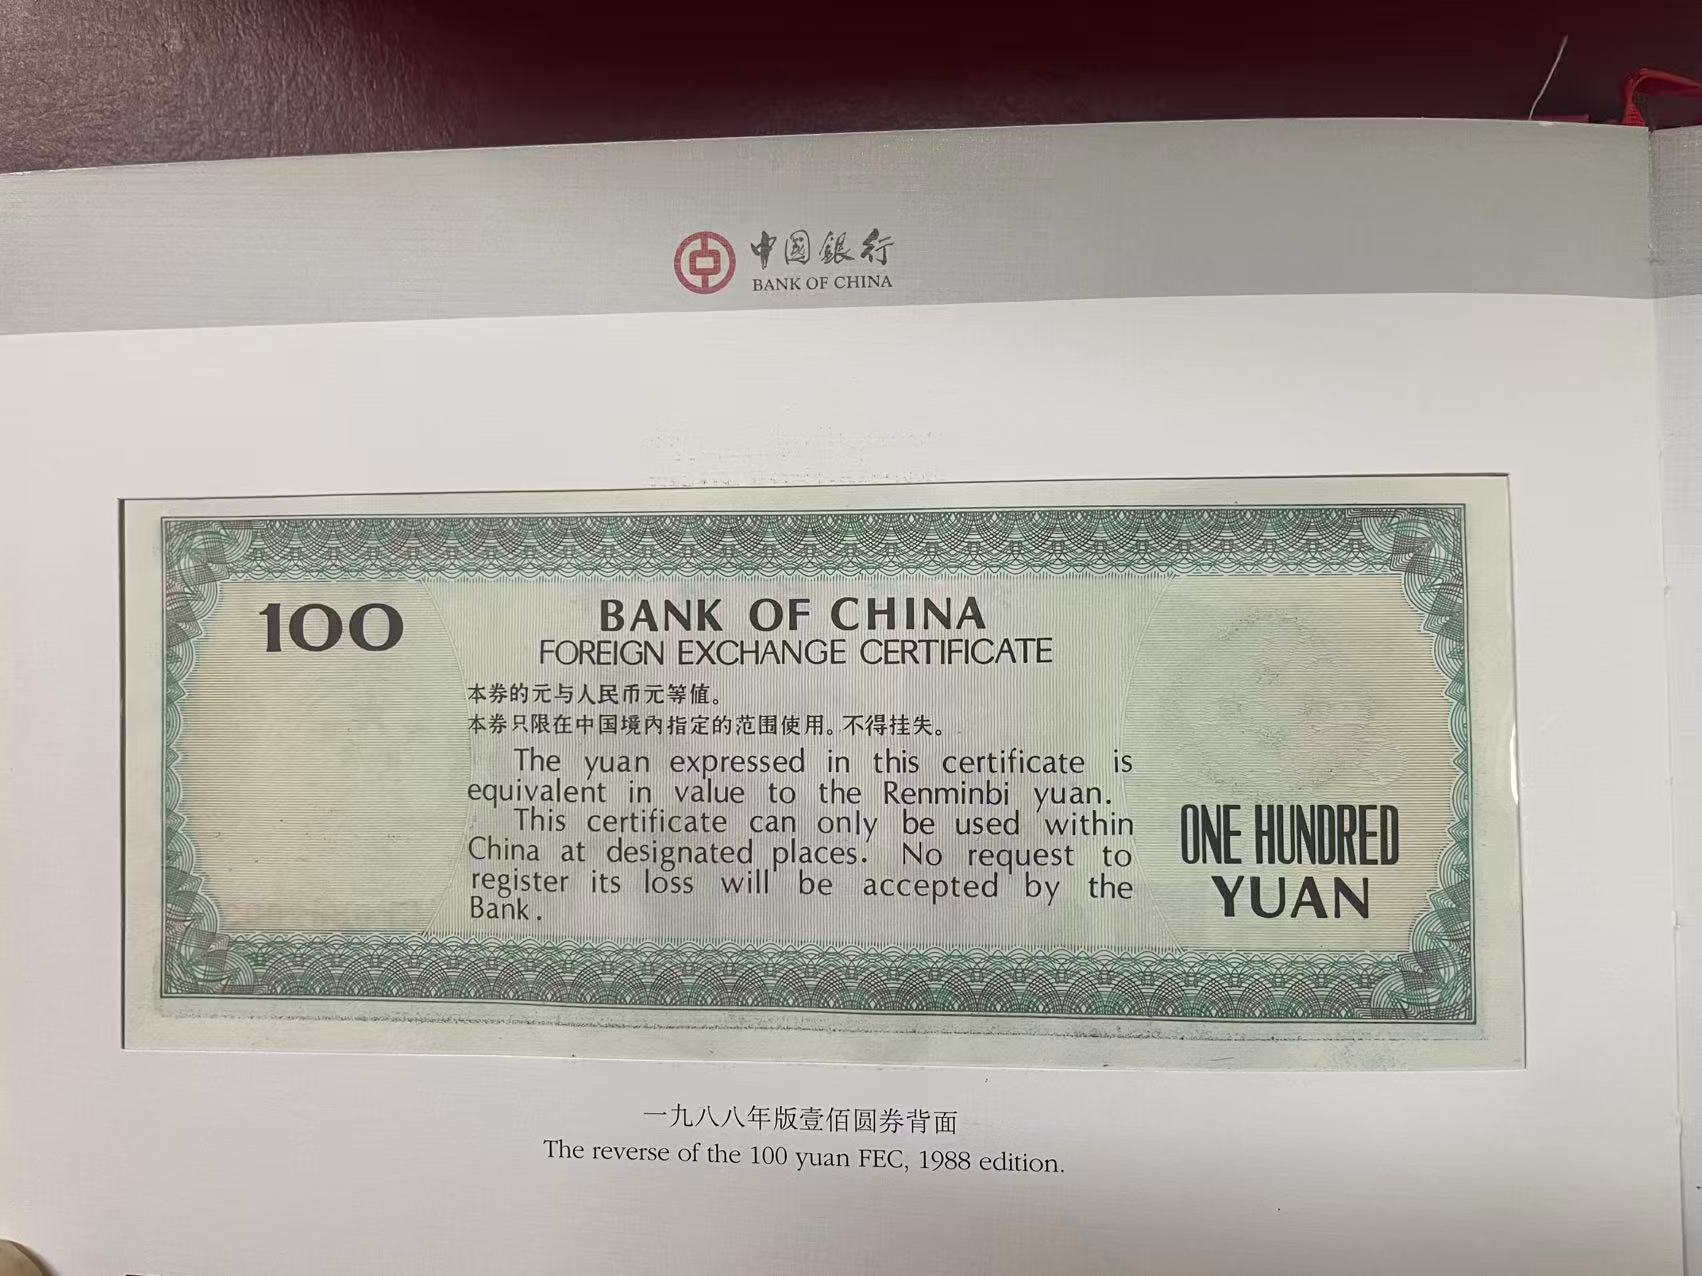 中国銀行
BANK OF CHINA
100
BANK OF CHINA
FOREIGN EXCHANGE CERTIFICATE
本券的元与人民币元等值。
本券只限在中国境内指定的范围使用。不得挂失。
The yuan expressed in this certificate is
equivalent in value to the Renminbi yuan.
This certificate can only be used within
China at designated places. No request to
register its loss will be accepted by the
Bank.
ONE HUNDRED
YUAN
一九八八年版壹佰圆券背面
The reverse of the 100 yuan FEC, 1988 edition.